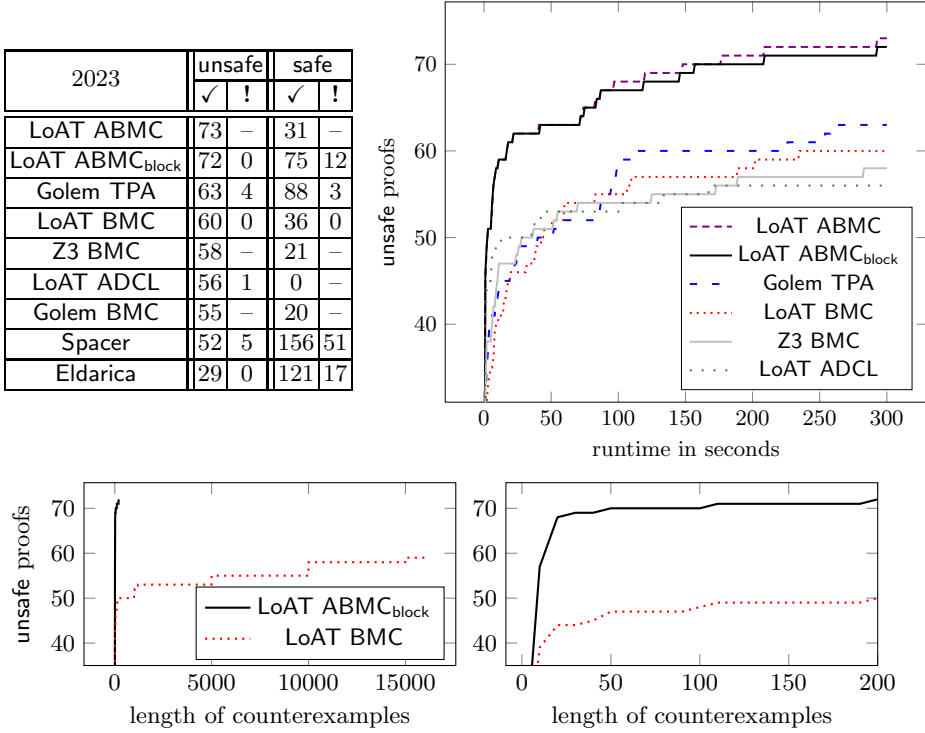 2023 unsafe safe
✓ ! ✓ !
LoAT ABMC 73 – 31 –
LoAT ABMC_block 72 0 75 12
Golem TPA 63 4 88 3
LoAT BMC 60 0 36 0
Z3 BMC 58 – 21 –
LoAT ADCL 56 1 0 –
Golem BMC 55 – 20 –
Spacer 52 5 156 51
Eldarica 29 0 121 17
unsafe proofs
70
60
50
40
0 50 100 150 200 250 300
runtime in seconds
LoAT ABMC
LoAT ABMC_block
Golem TPA
LoAT BMC
Z3 BMC
LoAT ADCL
unsafe proofs
70
60
50
40
0 5000 10000 15000
length of counterexamples
LoAT ABMC_block
LoAT BMC
70
60
50
40
0 50 100 150 200
length of counterexamples